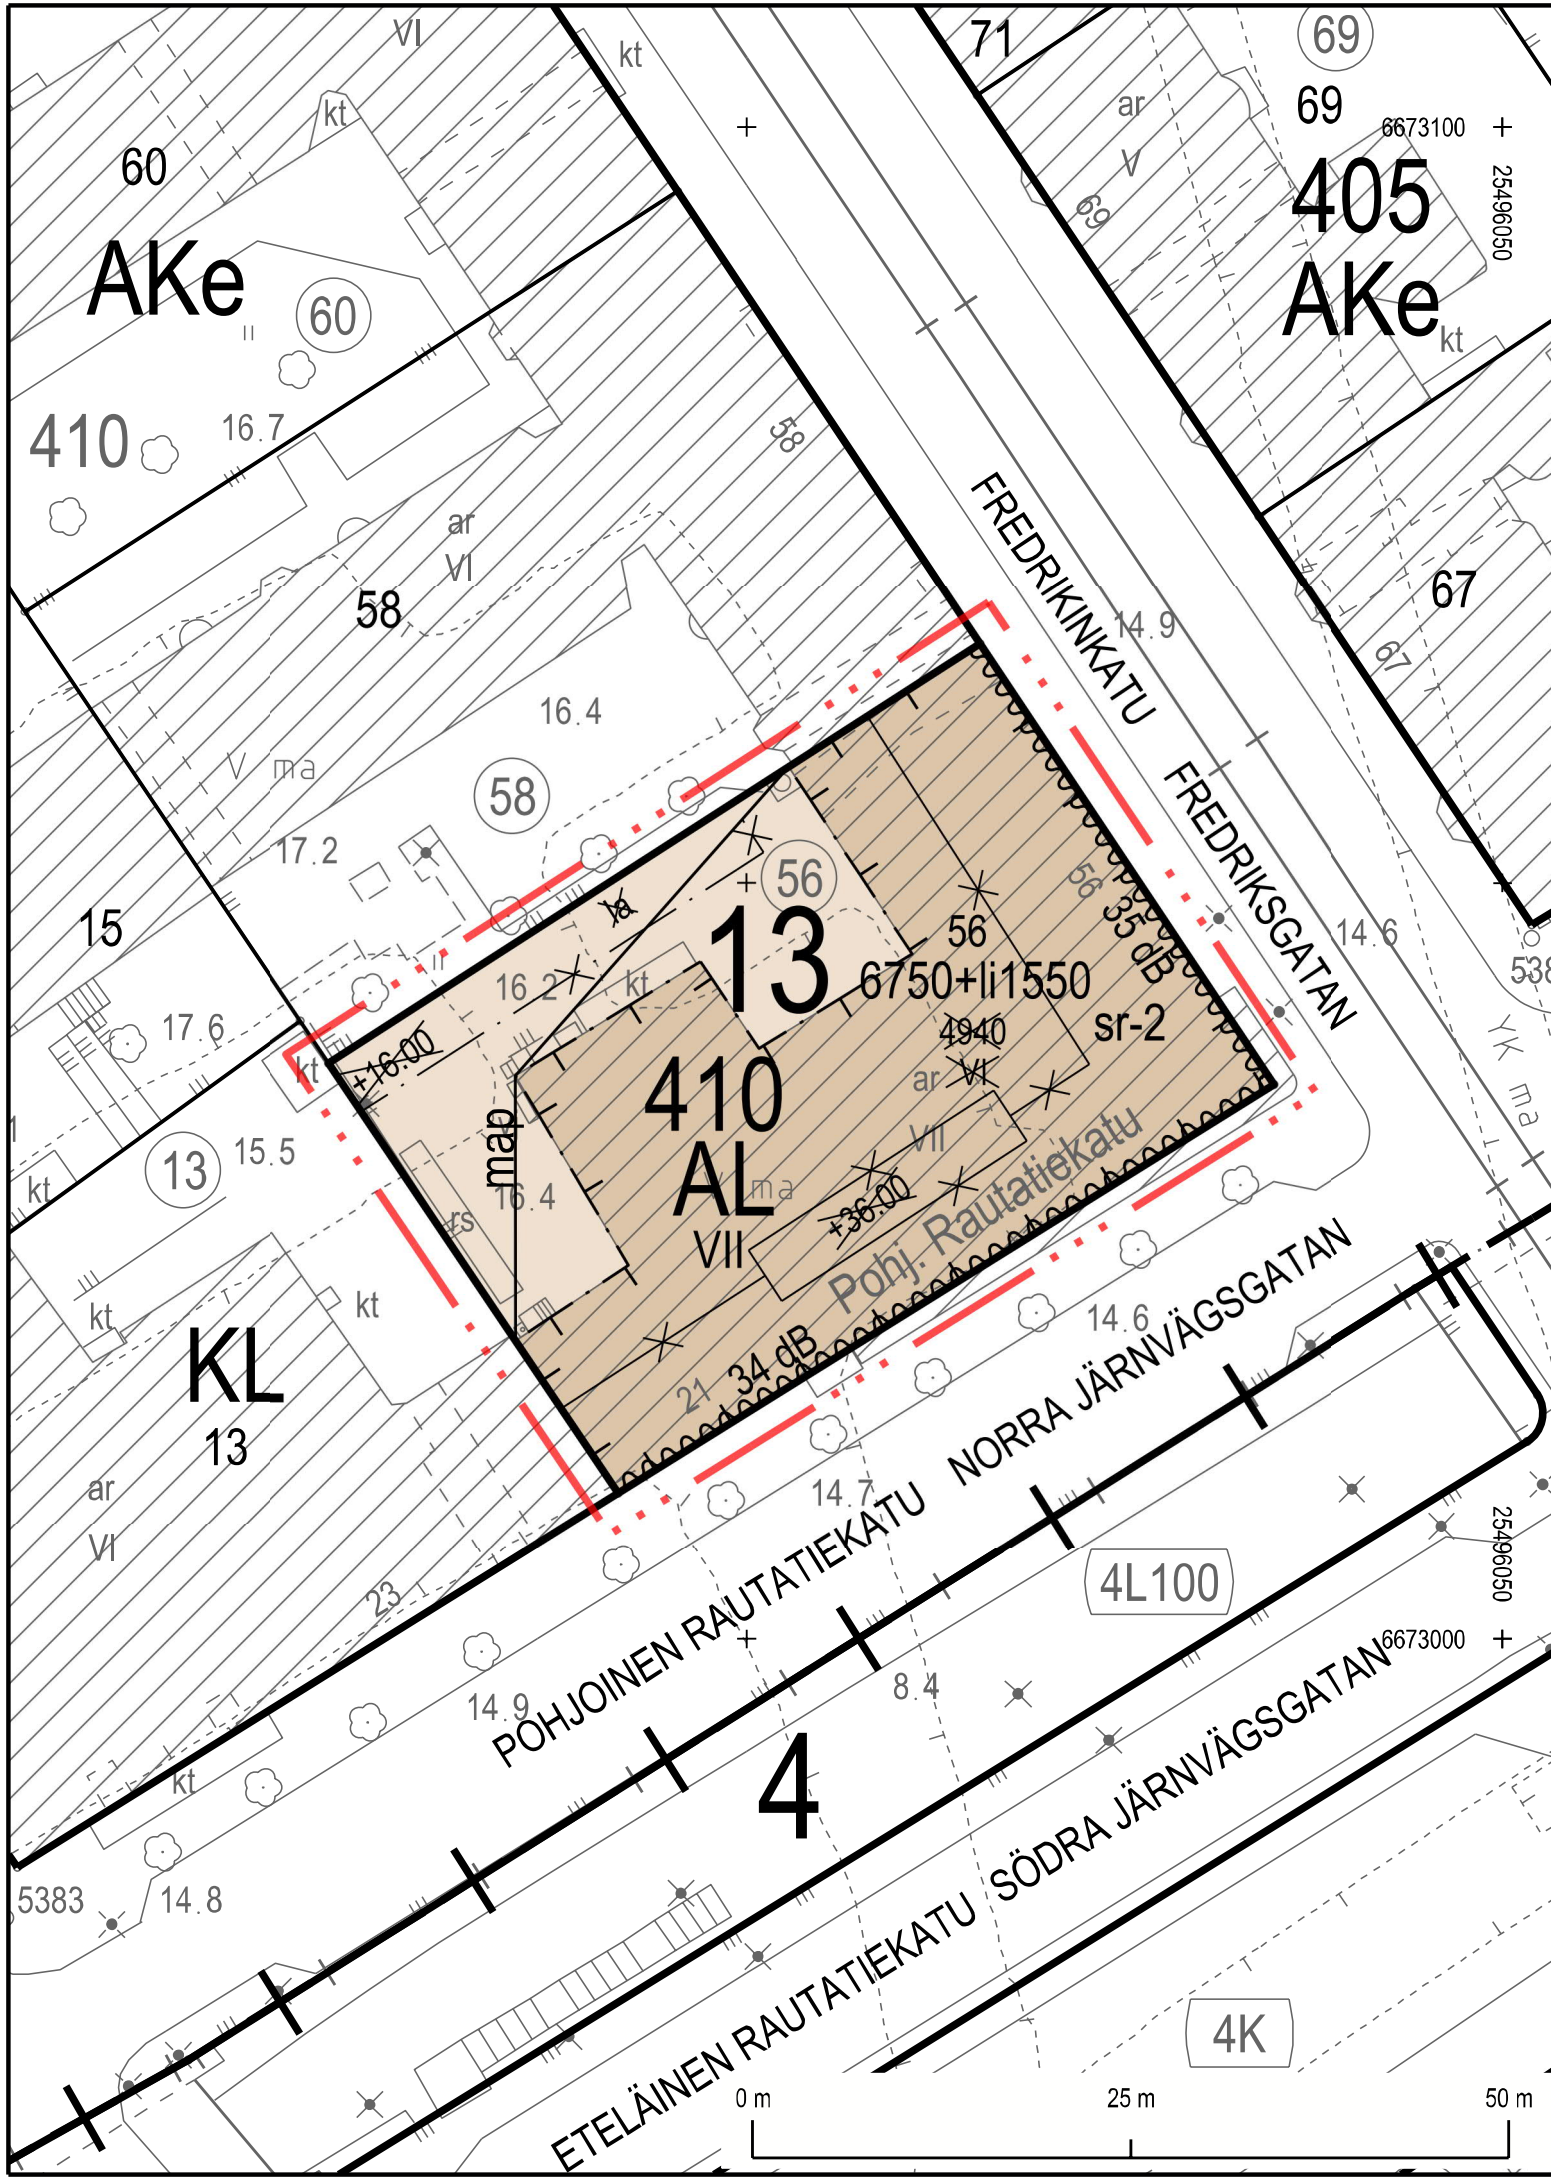 VI
kt
71
69
kt
60
ar
V
69
6673100
405
25496050
AKe
60
69
AKe
kt
410
16.7
58
ar
VI
58
FREDRIKINKATU
14.9
67
67
16.4
V ma
58
17.2
FREDRIKSGATAN
56
56
35 dB
la
13
56
14.6
15
6750+li1550
538
16.2
kt
4940
sr-2
17.6
+16.00
VI
kt
410
ar
YK ma
map
VII
Pohj. Rautatiekatu
13
15.5
kt
16.4
AL
ma
+36.00
rs
VII
kt
kt
14.6
NORRA JÄRNVÄGSGATAN
KL
34 dB
21
13
ar
14.7
VI
POHJOINEN RAUTATIEKATU
4L100
25496050
23
6673000
8.4
14.9
SÖDRA JÄRNVÄGSGATAN
kt
4
5383
14.8
ETELÄINEN RAUTATIEKATU
4K
0 m
25 m
50 m